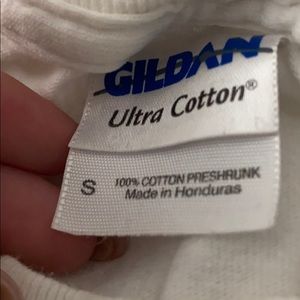 GILDAN
Ultra Cotton®
S
100% COTTON PRESHRUNK
Made in Honduras